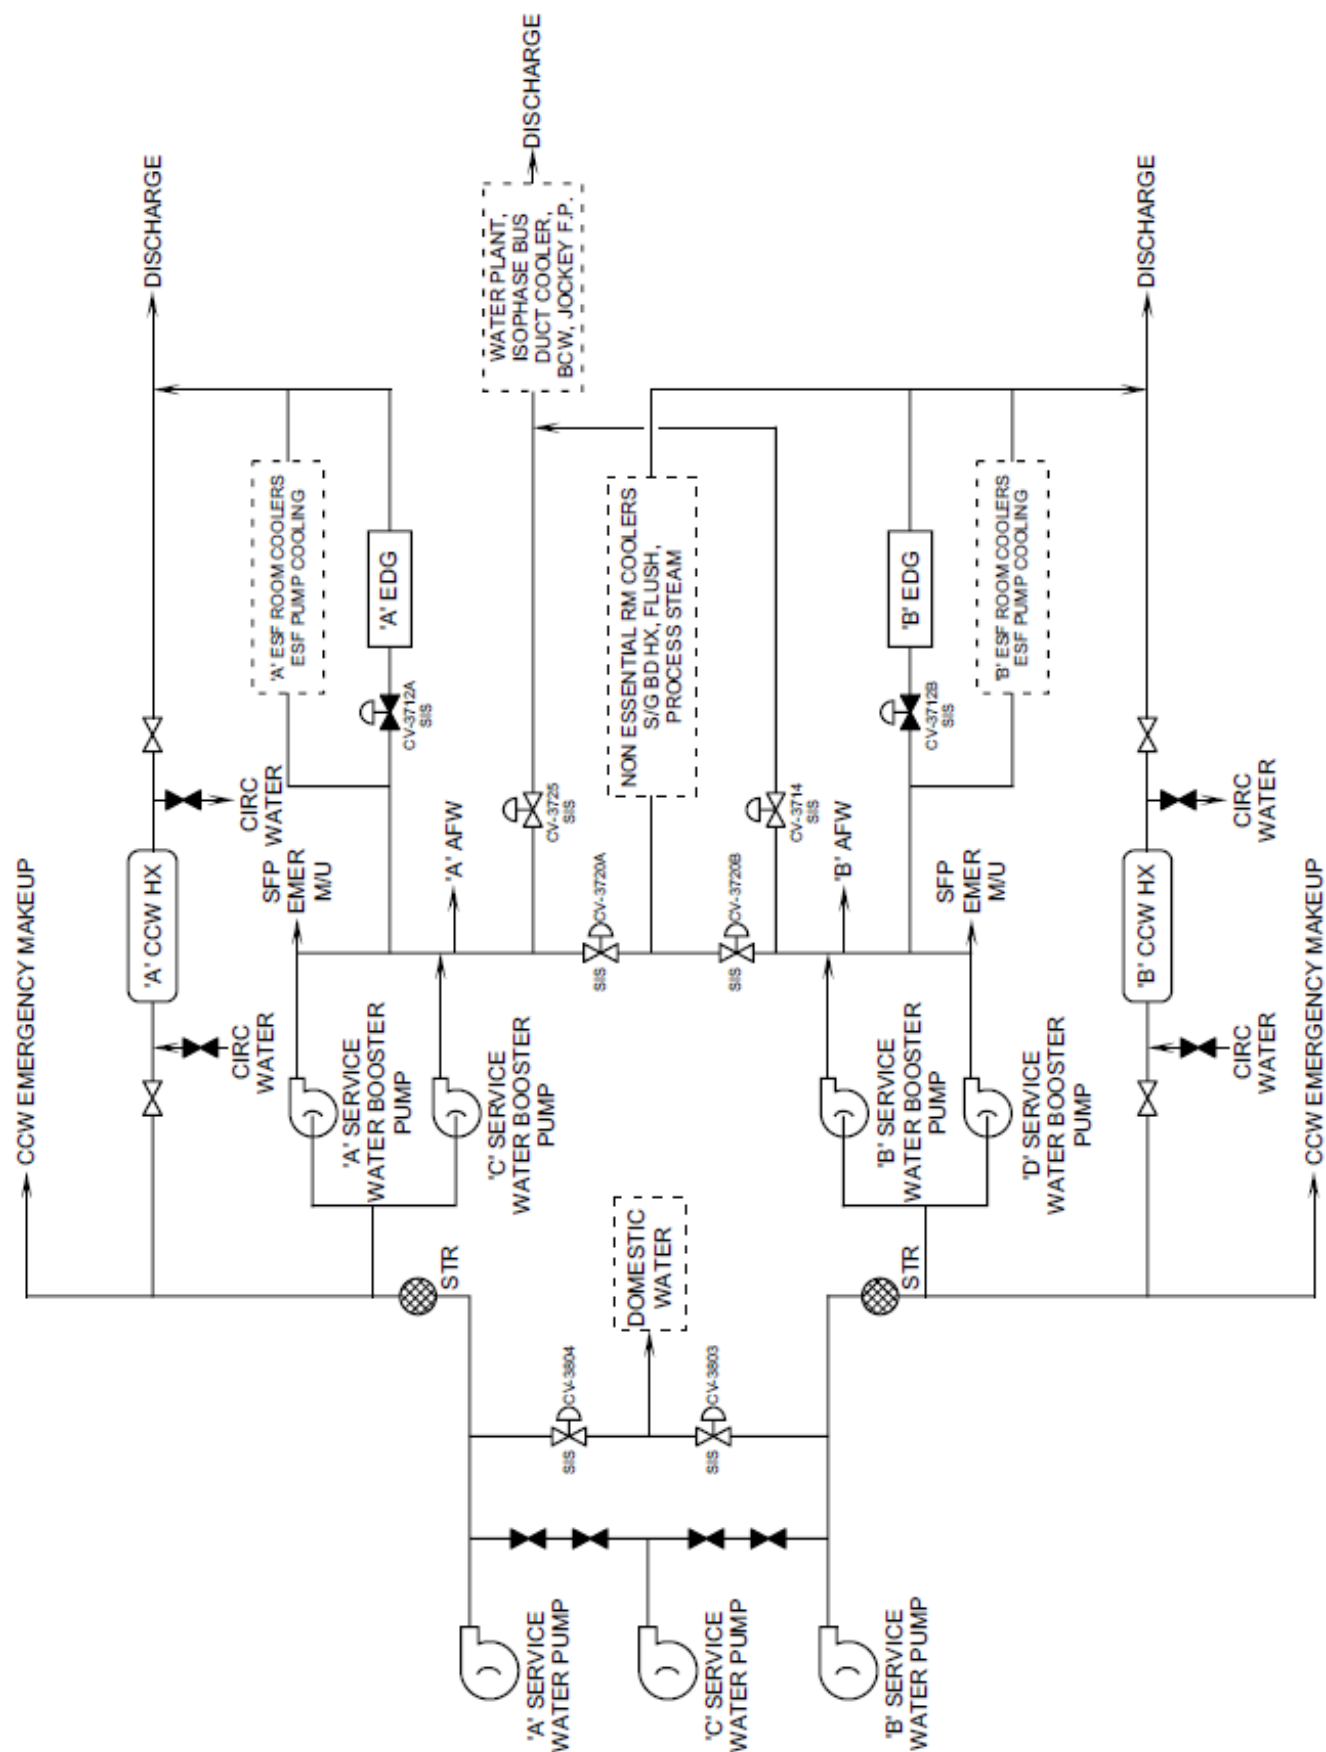 CCW EMERGENCY MAKEUP
DISCHARGE
'A' CCW HX
CIRC
WATER
CIRC
WATER
'A' ESF ROOM COOLERS
ESF PUMP COOLING
'A' EDG
CV-3712A
SIS
SFP
EMER
M/U
'A' AFW
'A' SERVICE
WATER BOOSTER
PUMP
'C' SERVICE
WATER BOOSTER
PUMP
STR
DISCHARGE
WATER PLANT,
ISOPHASE BUS
DUCT COOLER,
BCW, JOCKEY F.P.
CV-3725
SIS
CV-3720A
SIS
NON ESSENTIAL RM COOLERS
S/G BD HX, FLUSH,
PROCESS STEAM
CV-3720B
SIS
CV-3714
SIS
DOMESTIC
WATER
CV-3804
SIS
CV-3803
SIS
'A' SERVICE
WATER PUMP
'C' SERVICE
WATER PUMP
'B' SERVICE
WATER PUMP
'B' AFW
'B' EDG
CV-3712B
SIS
'B' ESF ROOM COOLERS
ESF PUMP COOLING
SFP
EMER
M/U
'B' SERVICE
WATER BOOSTER
PUMP
'D' SERVICE
WATER BOOSTER
PUMP
STR
DISCHARGE
'B' CCW HX
CIRC
WATER
CIRC
WATER
CCW EMERGENCY MAKEUP